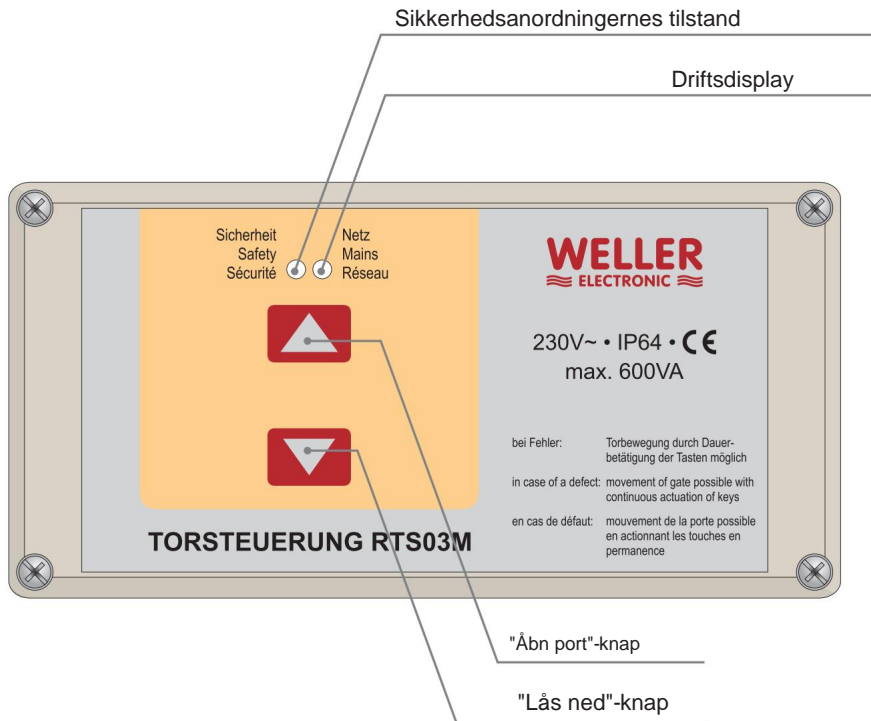 Sikkerhedsanordningernes tilstand
Driftsdisplay
Sicherheit
Safety
Sécurité
Netz
Mains
Réseau
WELLER
ELECTRONIC
230V~ • IP64 • CE
max. 600VA
bei Fehler: Torbewegung durch Dauer-
betätigung der Tasten möglich
in case of a defect: movement of gate possible with
continuous actuation of keys
en cas de défaut: mouvement de la porte possible
en actionnant les touches en
permanence
TORSTEUERUNG RTS03M
"Åbn port"-knap
"Lås ned"-knap